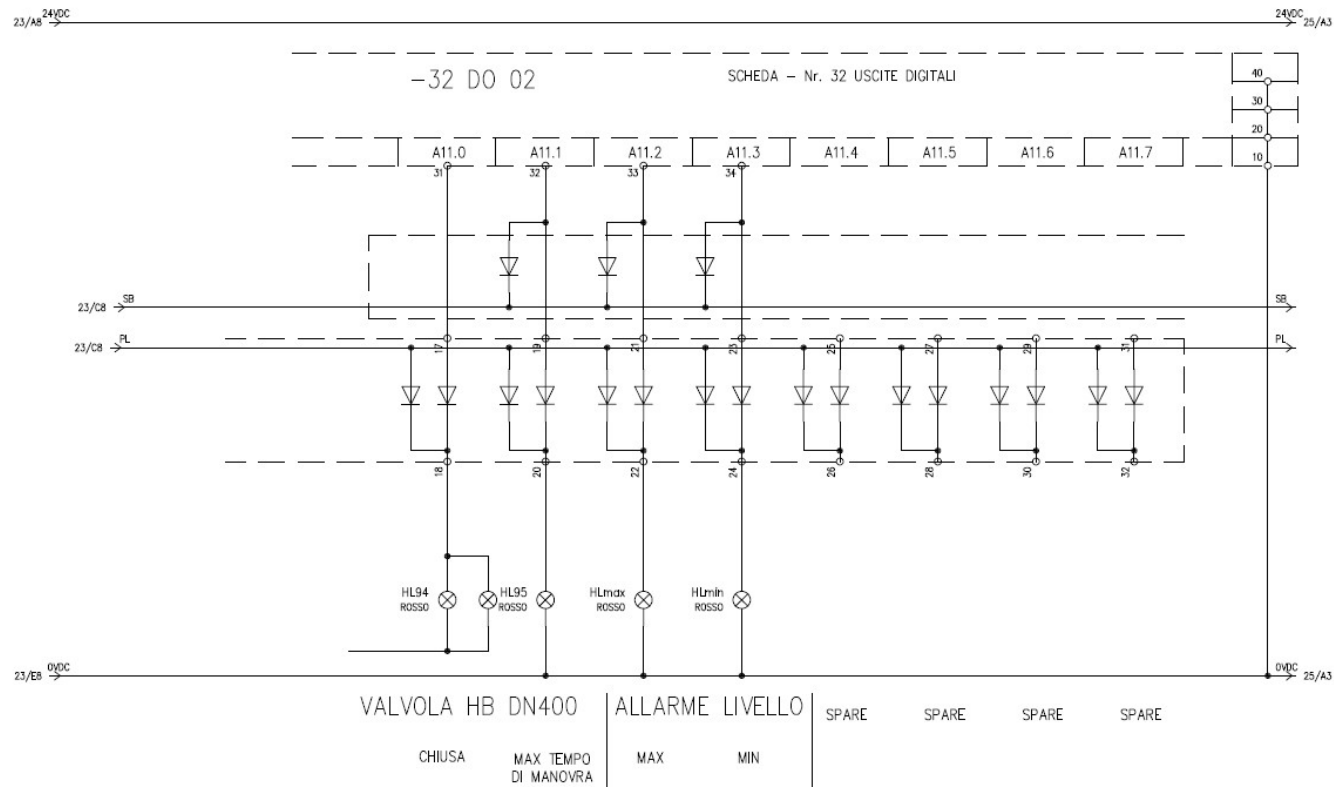 24VDC 24VDC
23/A8 25/A3
-32 DO 02 SCHEDA - Nr. 32 USCITE DIGITALI
40
30
20
10
A11.0 A11.1 A11.2 A11.3 A11.4 A11.5 A11.6 A11.7
31 32 33 34
23/C8 SB SB
23/C8 PL PL
17 19 21 23 25 27 29 31
18 20 22 24 26 28 30 32
HL94 HL95 HLmax HLmin
ROSSO ROSSO ROSSO ROSSO
0VDC 0VDC
23/E8 25/A3
VALVOLA HB DN400 ALLARME LIVELLO SPARE SPARE SPARE SPARE
CHIUSA MAX TEMPO MAX MIN
DI MANOVRA